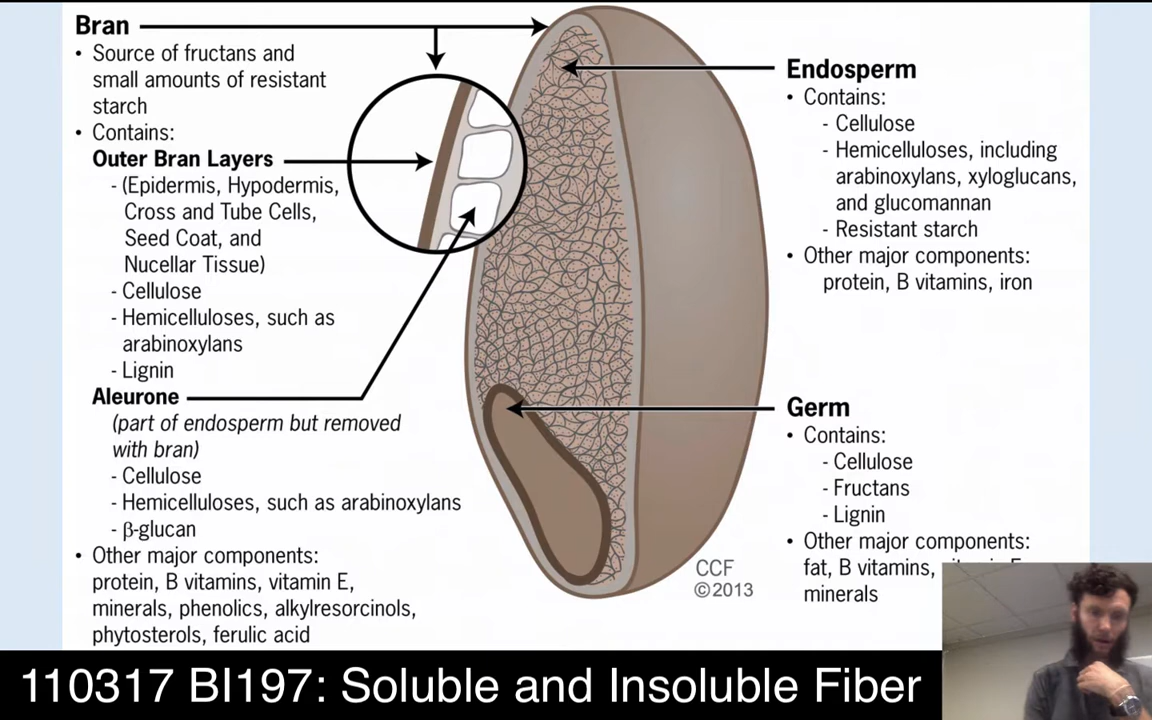 Bran
• Source of fructans and
small amounts of resistant
starch
• Contains:
Outer Bran Layers
- (Epidermis, Hypodermis,
Cross and Tube Cells,
Seed Coat, and
Nucellar Tissue)
- Cellulose
- Hemicelluloses, such as
arabinoxylans
- Lignin
Aleurone
(part of endosperm but removed
with bran)
- Cellulose
- Hemicelluloses, such as arabinoxylans
- β-glucan
• Other major components:
protein, B vitamins, vitamin E,
minerals, phenolics, alkylresorcinols,
phytosterols, ferulic acid
Endosperm
• Contains:
- Cellulose
- Hemicelluloses, including
arabinoxylans, xyloglucans,
and glucomannan
- Resistant starch
• Other major components:
protein, B vitamins, iron
Germ
• Contains:
- Cellulose
- Fructans
- Lignin
• Other major components:
fat, B vitamins,
minerals
CCF
©2013
110317 BI197: Soluble and Insoluble Fiber